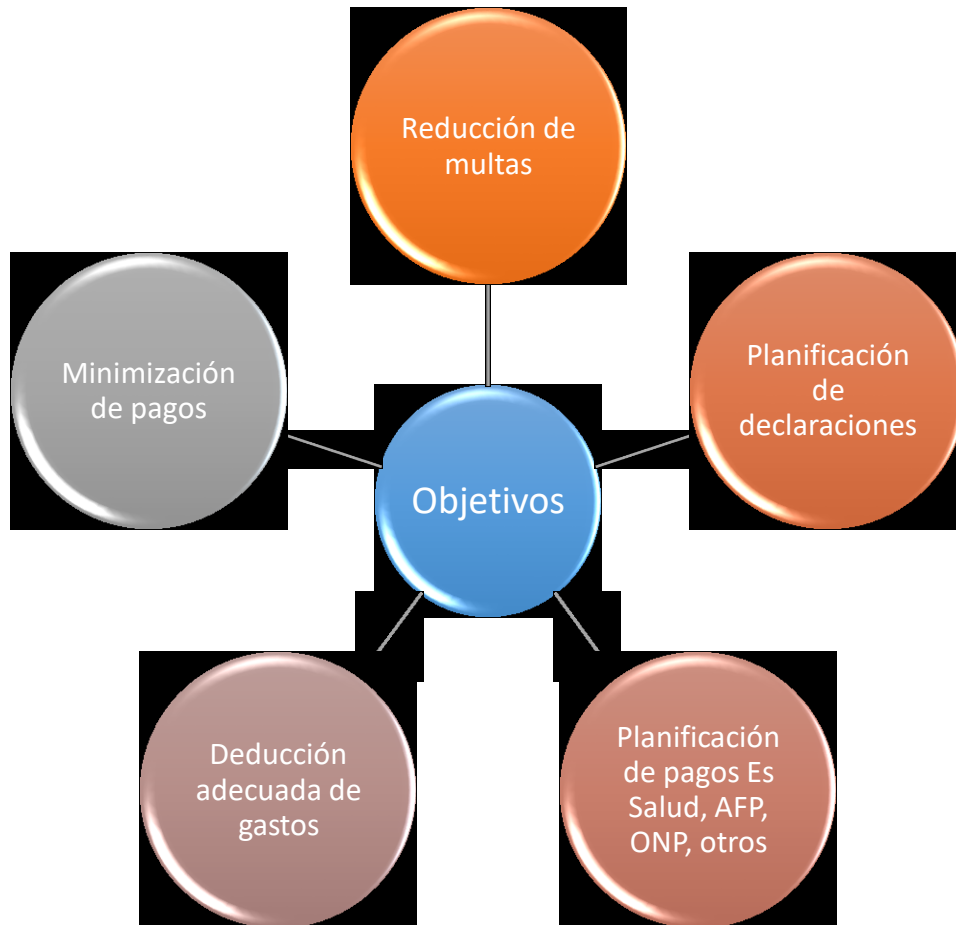 Reducción de
multas
Planificación
de
declaraciones
Planificación
de pagos Es
Salud, AFP,
ONP, otros
Deducción
adecuada de
gastos
Minimización
de pagos
Objetivos